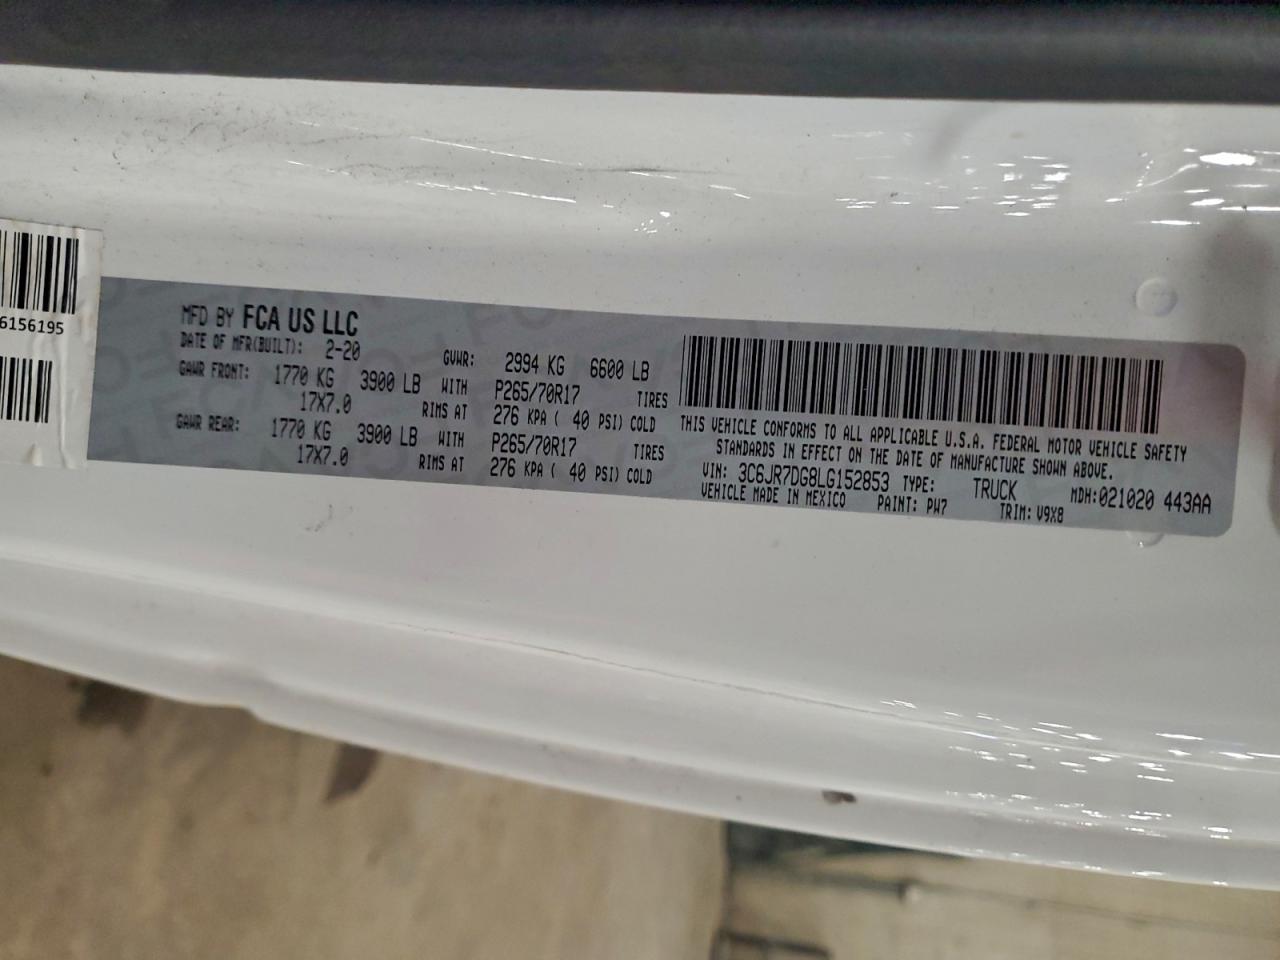 6156195
MFD BY FCA US LLC
DATE OF MFR(BUILT): 2-20 GVWR: 2994 KG 6600 LB
GAWR FRONT: 1770 KG 3900 LB WITH P265/70R17 TIRES
17X7.0 RIMS AT 276 KPA ( 40 PSI) COLD
GAWR REAR: 1770 KG 3900 LB WITH P265/70R17 TIRES
17X7.0 RIMS AT 276 KPA ( 40 PSI) COLD
THIS VEHICLE CONFORMS TO ALL APPLICABLE U.S.A. FEDERAL MOTOR VEHICLE SAFETY
STANDARDS IN EFFECT ON THE DATE OF MANUFACTURE SHOWN ABOVE.
VIN: 3C6JR7DG8LG152853 TYPE: TRUCK MDH:021020 443AA
VEHICLE MADE IN MEXICO PAINT: PW7 TRIM: V9X8